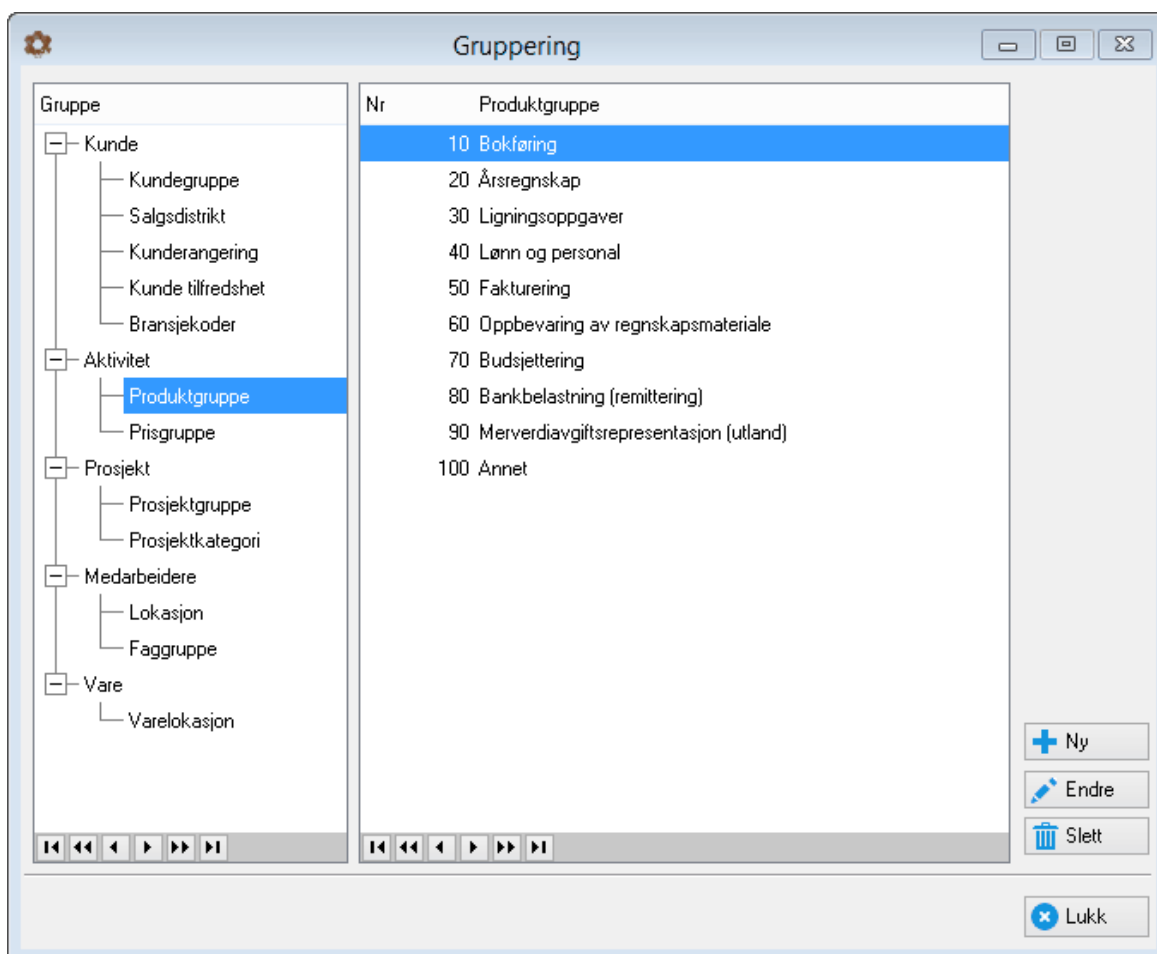 Gruppering
Gruppe
Kunde
Kundegruppe
Salgsdistrikt
Kunderangering
Kunde tilfredshet
Bransjekoder
Aktivitet
Produktgruppe
Prisgruppe
Prosjekt
Prosjektgruppe
Prosjektkategori
Medarbeidere
Lokasjon
Faggruppe
Vare
Varelokasjon
Nr Produktgruppe
10 Bokføring
20 Årsregnskap
30 Ligningsoppgaver
40 Lønn og personal
50 Fakturering
60 Oppbevaring av regnskapsmateriale
70 Budsjettering
80 Bankbelastning (remittering)
90 Merverdiavgiftsrepresentasjon (utland)
100 Annet
Ny
Endre
Slett
Lukk